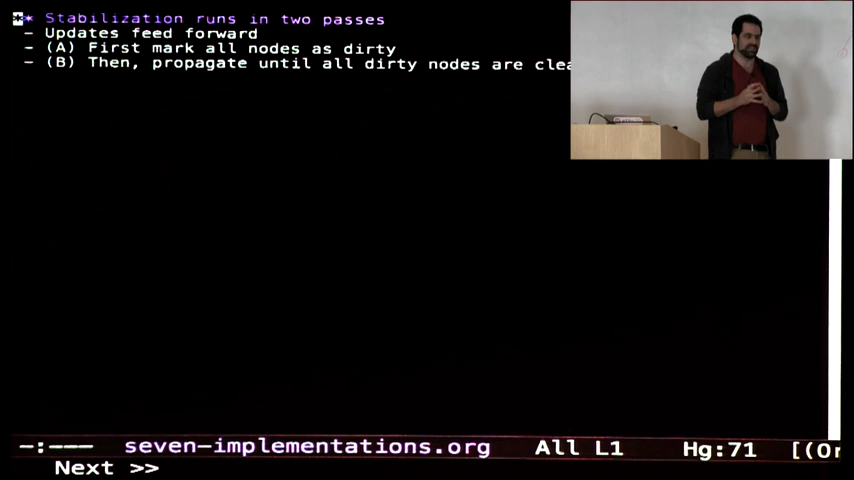 ** Stabilization runs in two passes
– Updates feed forward
– (A) First mark all nodes as dirty
– (B) Then, propagate until all dirty nodes are clea
–:––– seven–implementations.org All L1 Hg:71 [(Or
Next >>